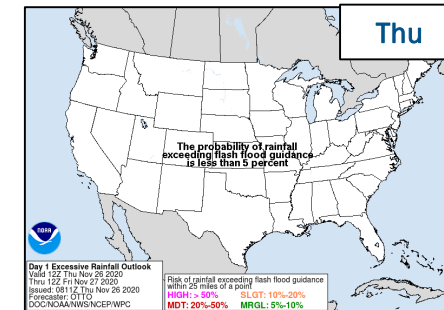 Thu
The probability of rainfall
exceeding flash flood guidance
is less than 5 percent
NOAA
Day 1 Excessive Rainfall Outlook
Valid 12Z Thu Nov 26 2020
Thru 12Z Fri Nov 27 2020
Issued: 0811Z Thu Nov 26 2020
Forecaster: OTTO
DOC/NOAA/NWS/NCEP/WPC
Risk of rainfall exceeding flash flood guidance
within 25 miles of a point
HIGH: > 50% SLGT: 10%-20%
MDT: 20%-50% MRGL: 5%-10%